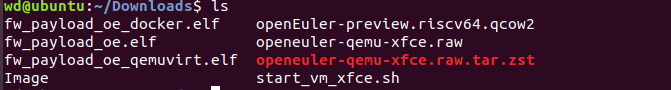 wd@ubuntu:~/Downloads$ ls
fw_payload_oe_docker.elf openEuler-preview.riscv64.qcow2
fw_payload_oe.elf openeuler-qemu-xfce.raw
fw_payload_oe_qemuvirt.elf openeuler-qemu-xfce.raw.tar.zst
Image start_vm_xfce.sh